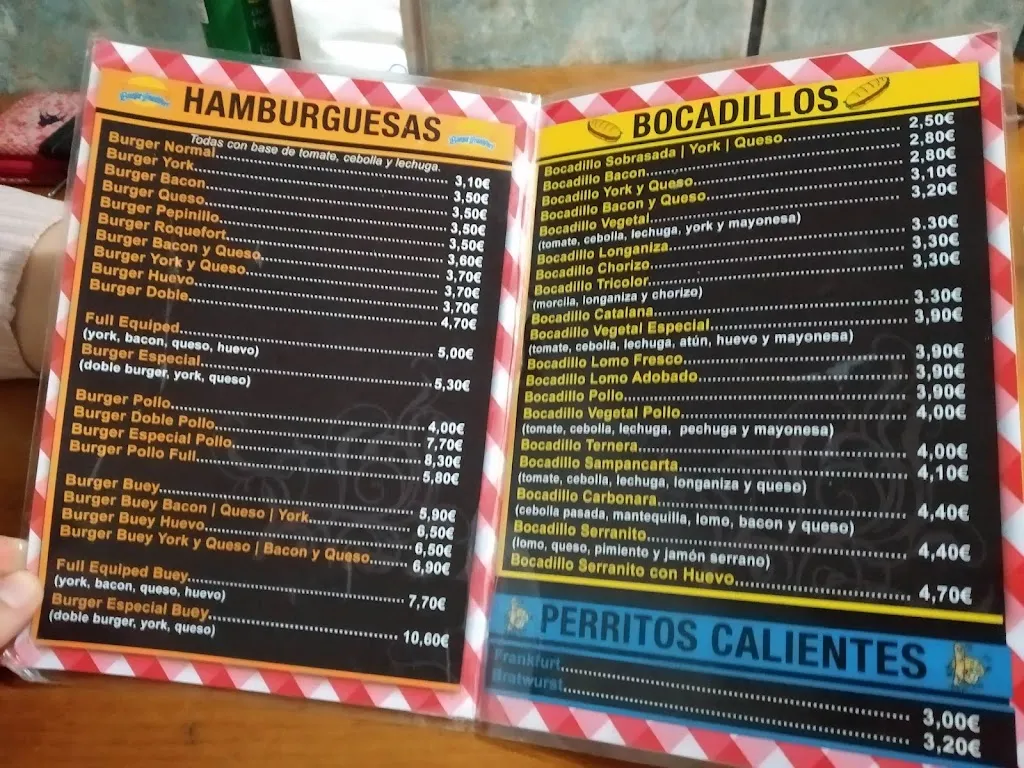 HAMBURGUESAS
Todas con base de tomate, cebolla y lechuga.
Burger Normal 3,10€
Burger York 3,50€
Burger Bacon 3,50€
Burger Queso 3,50€
Burger Pepinillo 3,50€
Burger Roquefort 3,60€
Burger Bacon y Queso 3,70€
Burger York y Queso 3,70€
Burger Huevo 3,70€
Burger Doble 4,70€
Full Equiped 5,00€
(york, bacon, queso, huevo)
Burger Especial 5,30€
(doble burger, york, queso)
Burger Pollo 4,00€
Burger Doble Pollo 7,70€
Burger Especial Pollo 8,30€
Burger Pollo Full 5,80€
Burger Buey 5,90€
Burger Buey Bacon | Queso | York 6,50€
Burger Buey Huevo 6,50€
Burger Buey York y Queso | Bacon y Queso 6,90€
Full Equiped Buey 7,70€
(york, bacon, queso, huevo)
Burger Especial Buey 10,60€
(doble burger, york, queso)
BOCADILLOS
Bocadillo Sobrasada | York | Queso 2,50€
Bocadillo Bacon 2,80€
Bocadillo York y Queso 2,80€
Bocadillo Bacon y Queso 3,10€
Bocadillo Vegetal 3,20€
(tomate, cebolla, lechuga, york y mayonesa)
Bocadillo Longaniza 3.30€
Bocadillo Chorizo 3.30€
Bocadillo Tricolor 3,30€
(morcila, longaniza y chorizo)
Bocadillo Catalana 3.30€
Bocadillo Vegetal Especial 3,90€
(tomate, cebolla, lechuga, atún, huevo y mayonesa)
Bocadillo Lomo Fresco 3,90€
Bocadillo Lomo Adobado 3,90€
Bocadillo Pollo 3,90€
Bocadillo Vegetal Pollo 4,00€
(tomate, cebolla, lechuga, pechuga y mayonesa)
Bocadillo Ternera 4,00€
Bocadillo Sampancarta 4,10€
(tomate, cebolla, lechuga, longaniza y queso)
Bocadillo Carbonara 4,40€
(cebolla pasada, mantequilla, lomo, bacon y queso)
Bocadillo Serranito 4,40€
(lomo, queso, pimiento y jamón serrano)
Bocadillo Serranito con Huevo 4,70€
PERRITOS CALIENTES
Frankfurt 3,00€
Bratwurst 3,20€